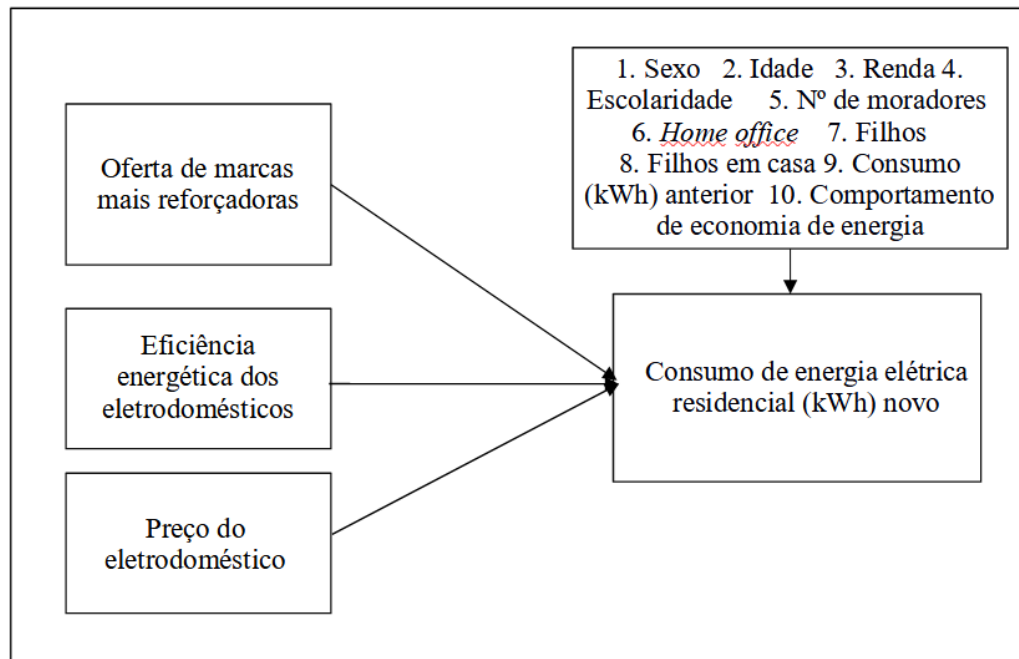 1. Sexo 2. Idade 3. Renda 4.
Escolaridade 5. Nº de moradores
6. Home office 7. Filhos
8. Filhos em casa 9. Consumo
(kWh) anterior 10. Comportamento
de economia de energia
Oferta de marcas
mais reforçadoras
Eficiência
energética dos
eletrodomésticos
Consumo de energia elétrica
residencial (kWh) novo
Preço do
eletrodoméstico